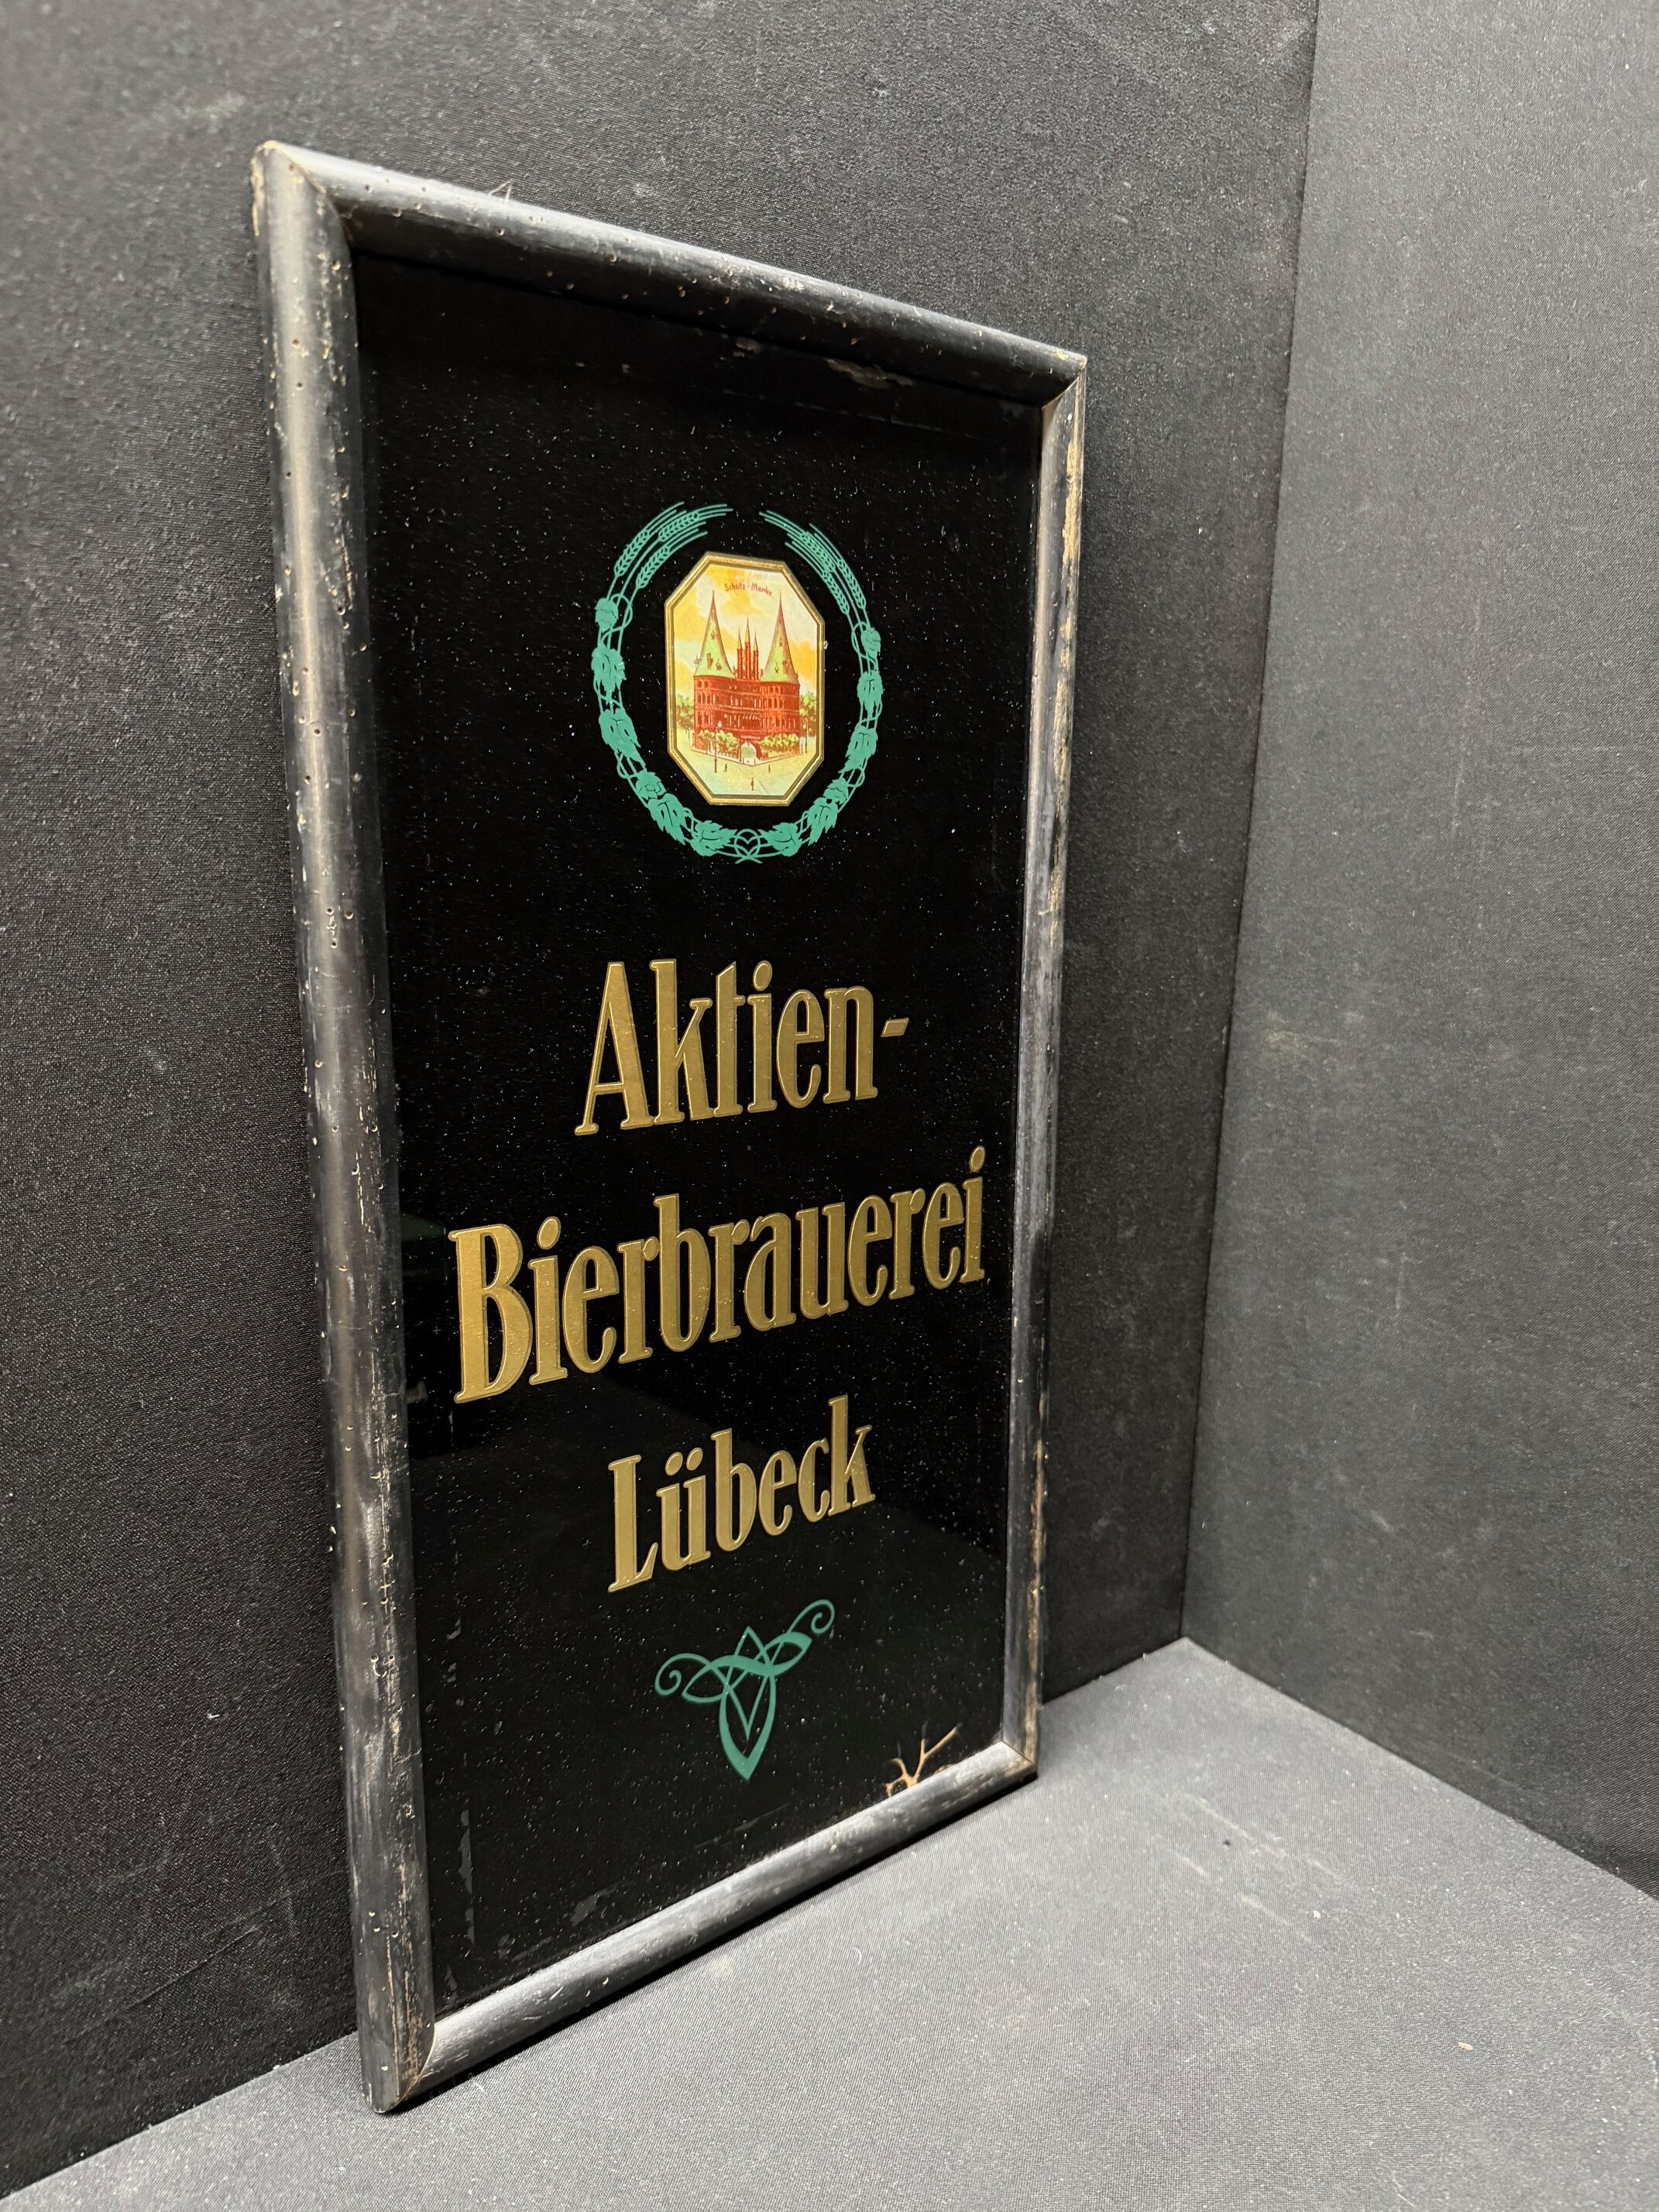 Schutz-Marke
Aktien-
Bierbrauerei
Lübeck